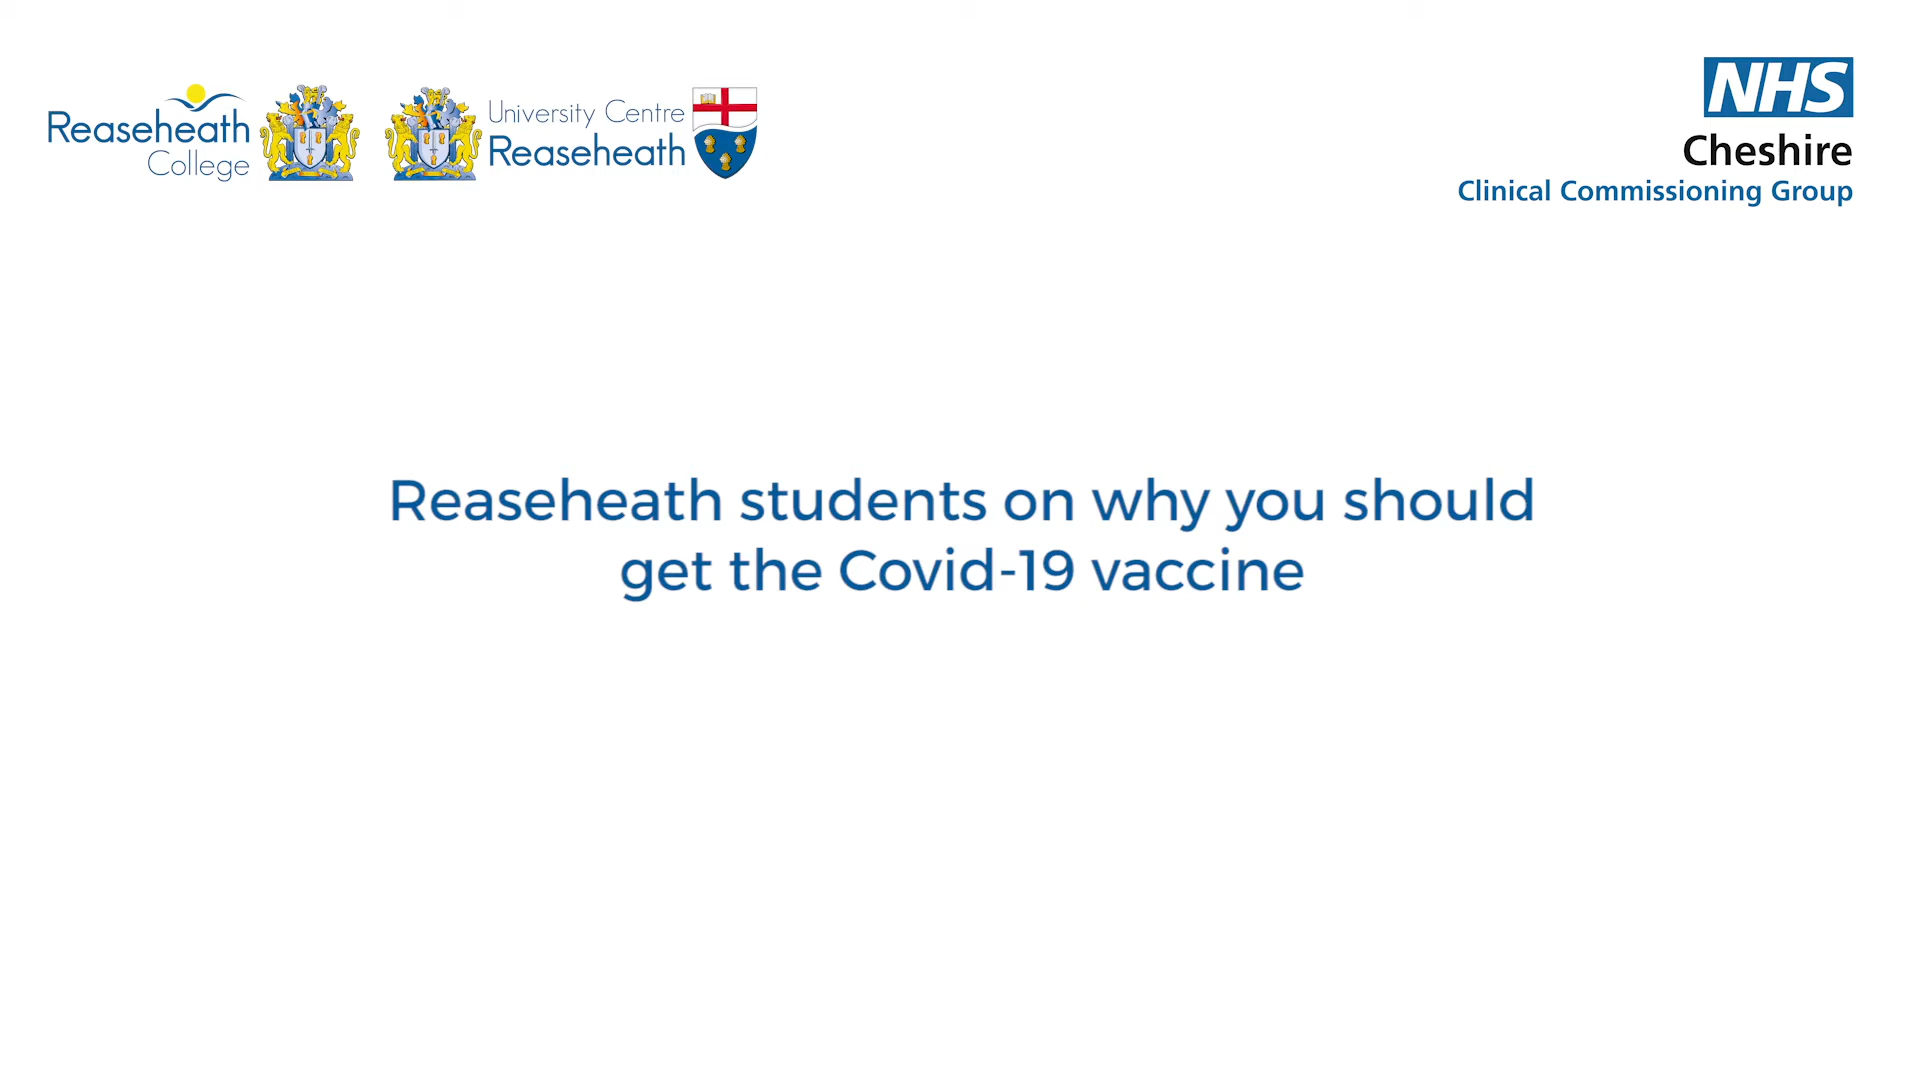 Reaseheath
College
University Centre
Reaseheath
NHS
Cheshire
Clinical Commissioning Group
Reaseheath students on why you should
get the Covid-19 vaccine